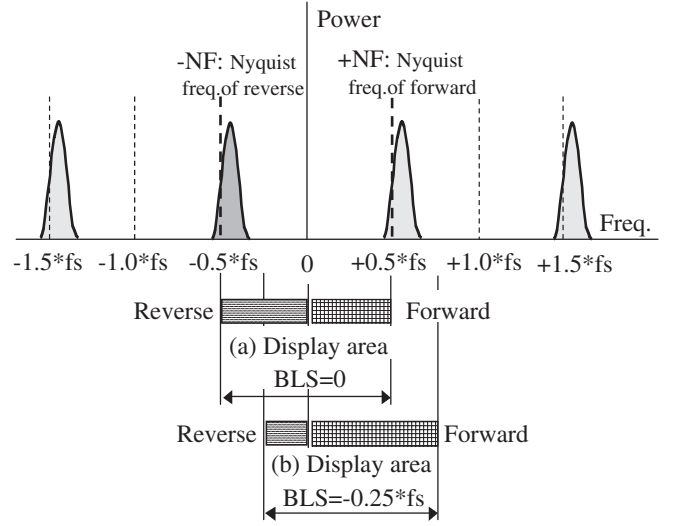 Power
-NF: Nyquist
freq.of reverse
+NF: Nyquist
freq.of forward
Freq.
-1.5*fs -1.0*fs -0.5*fs 0 +0.5*fs +1.0*fs +1.5*fs
Reverse Forward
(a) Display area
BLS=0
Reverse Forward
(b) Display area
BLS=-0.25*fs